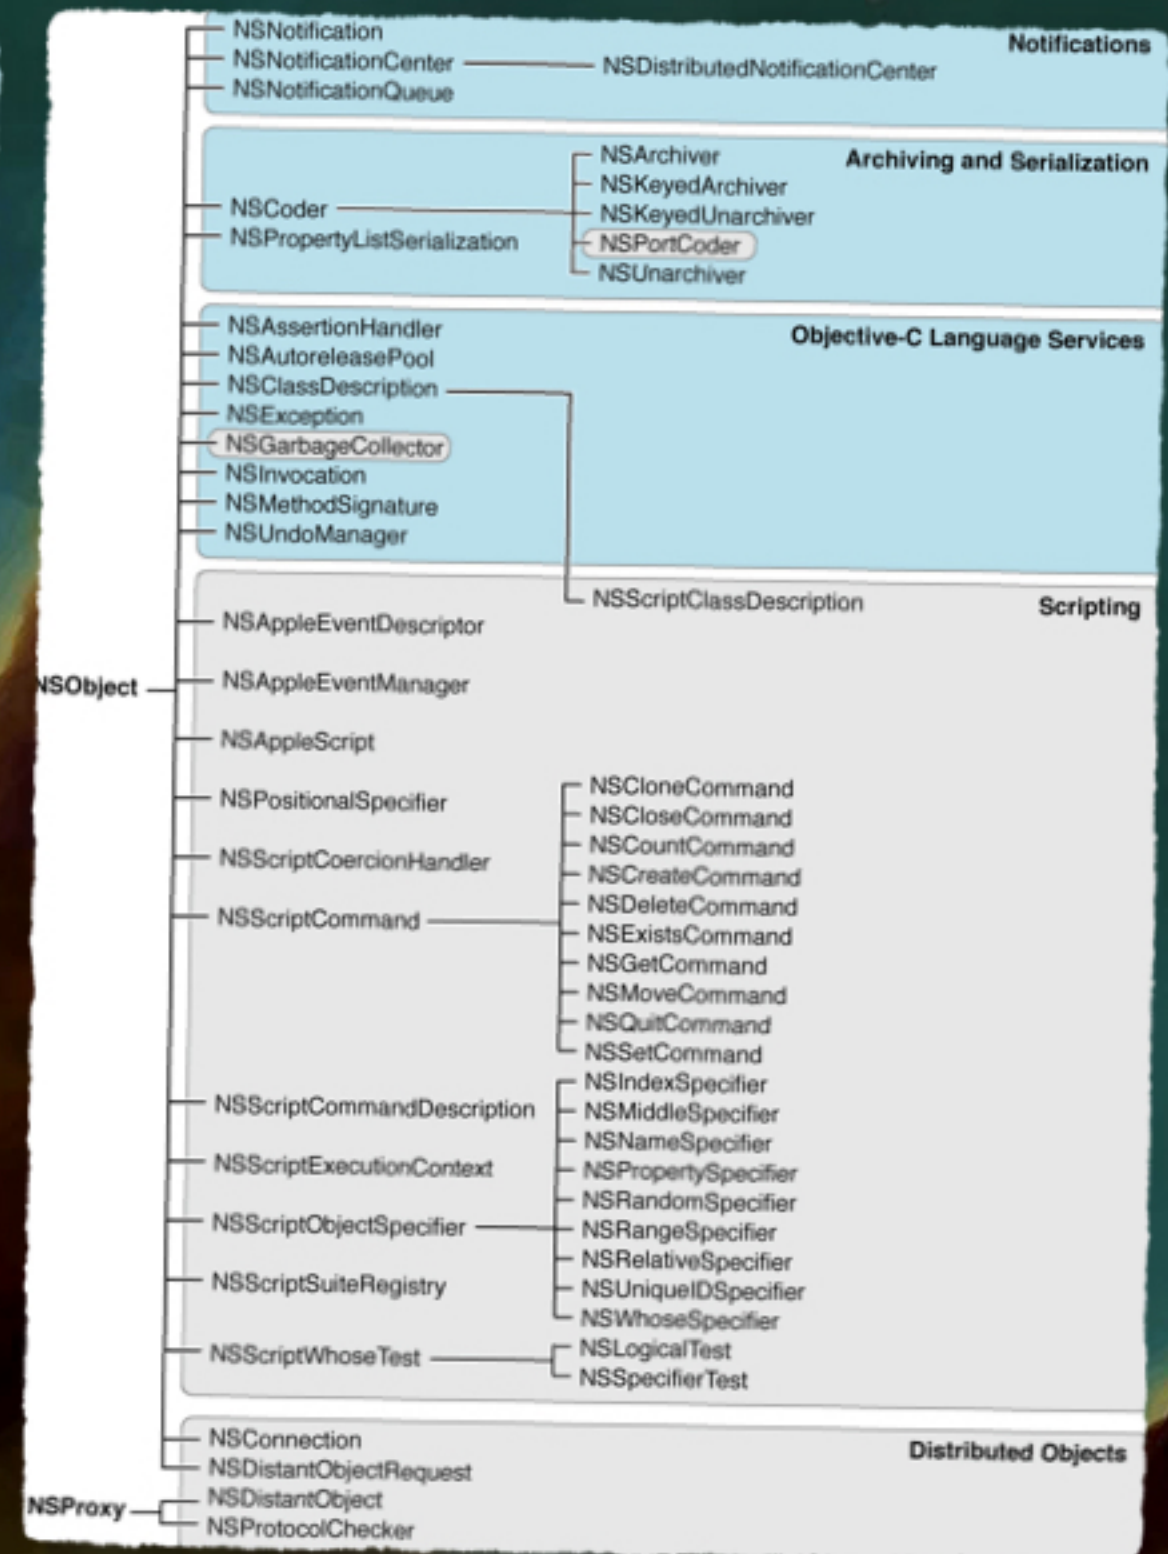 Notifications
NSNotification
NSNotificationCenter
NSDistributedNotificationCenter
NSNotificationQueue
Archiving and Serialization
NSCoder
NSArchiver
NSKeyedArchiver
NSKeyedUnarchiver
NSPortCoder
NSUnarchiver
NSPropertyListSerialization
Objective-C Language Services
NSAssertionHandler
NSAutoreleasePool
NSClassDescription
NSException
NSGarbageCollector
NSInvocation
NSMethodSignature
NSUndoManager
Scripting
NSScriptClassDescription
NSAppleEventDescriptor
NSObject
NSAppleEventManager
NSAppleScript
NSPositionalSpecifier
NSScriptCoercionHandler
NSScriptCommand
NSCloneCommand
NSCloseCommand
NSCountCommand
NSCreateCommand
NSDeleteCommand
NSExistsCommand
NSGetCommand
NSMoveCommand
NSQuitCommand
NSSetCommand
NSScriptCommandDescription
NSScriptExecutionContext
NSScriptObjectSpecifier
NSIndexSpecifier
NSMiddleSpecifier
NSNameSpecifier
NSPropertySpecifier
NSRandomSpecifier
NSRangeSpecifier
NSRelativeSpecifier
NSUniqueIDSpecifier
NSWhoseSpecifier
NSScriptSuiteRegistry
NSScriptWhoseTest
NSLogicalTest
NSSpecifierTest
Distributed Objects
NSConnection
NSDistantObjectRequest
NSProxy
NSDistantObject
NSProtocolChecker